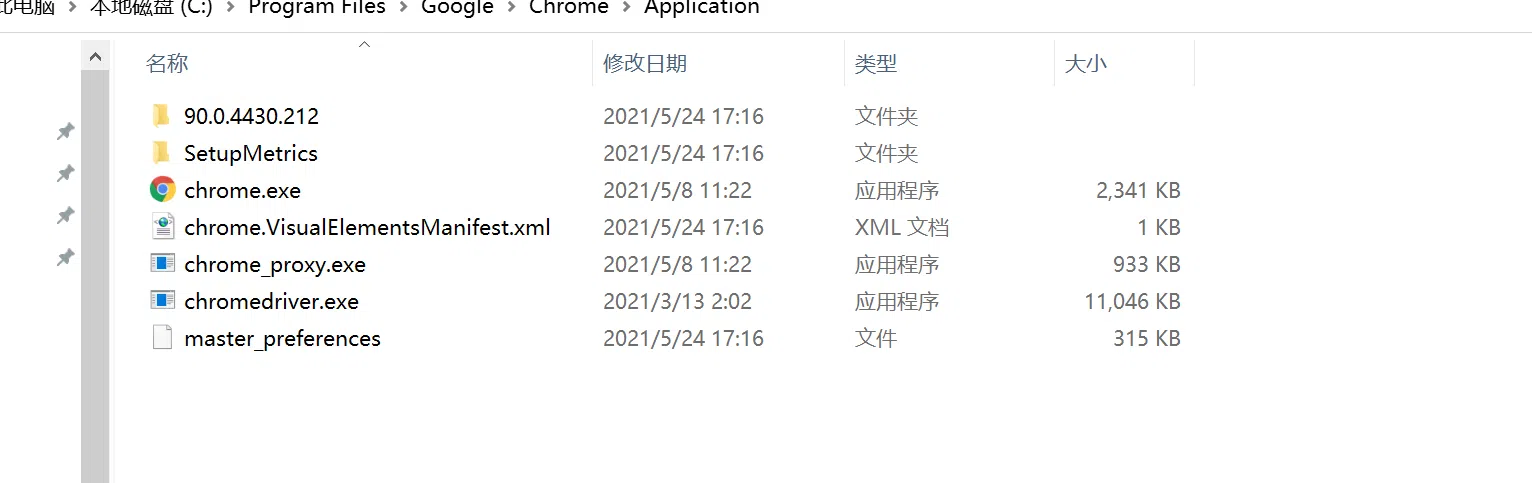 此电脑 > 本地磁盘 (C:) > Program Files > Google > Chrome > Application
名称 修改日期 类型 大小
90.0.4430.212 2021/5/24 17:16 文件夹
SetupMetrics 2021/5/24 17:16 文件夹
chrome.exe 2021/5/8 11:22 应用程序 2,341 KB
chrome.VisualElementsManifest.xml 2021/5/24 17:16 XML 文档 1 KB
chrome_proxy.exe 2021/5/8 11:22 应用程序 933 KB
chromedriver.exe 2021/3/13 2:02 应用程序 11,046 KB
master_preferences 2021/5/24 17:16 文件 315 KB